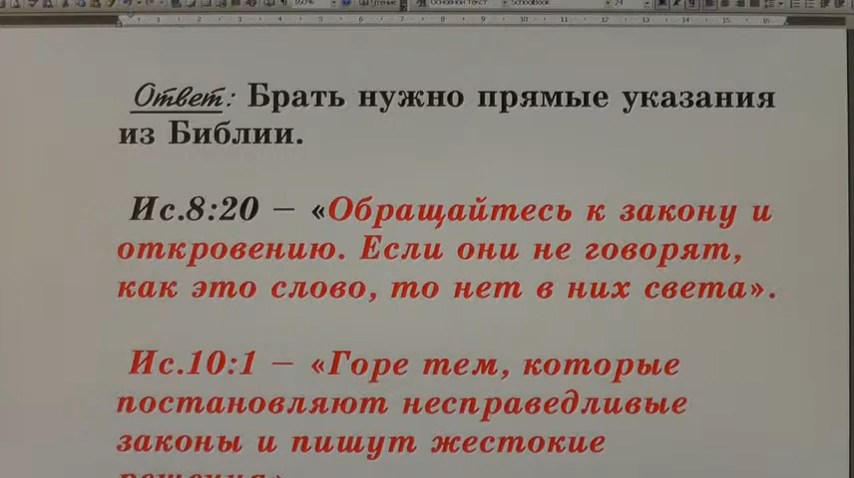 Ответ: Брать нужно прямые указания
из Библии.
Ис.8:20 – «Обращайтесь к закону и
откровению. Если они не говорят,
как это слово, то нет в них света».
Ис.10:1 – «Горе тем, которые
постановляют несправедливые
законы и пишут жестокие